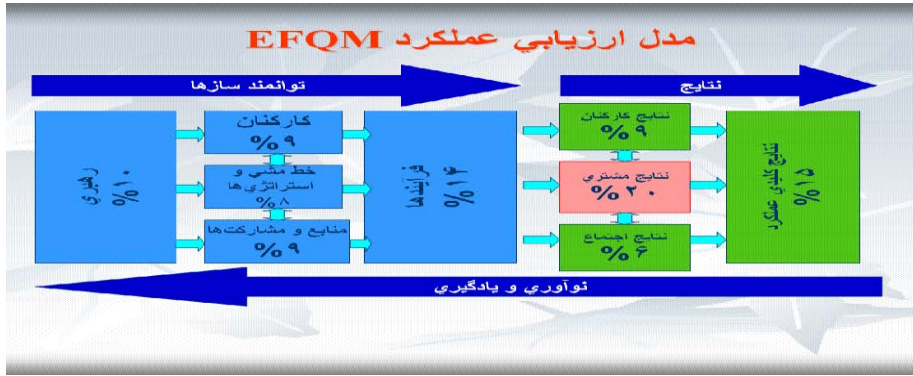 مدل ارزيابي عملکرد EFQM
توانمند سازها
نتايج
رهبري
%۱۰
کارکنان
%۹
خط مشي و
استراتژي ها
%۸
منابع و مشارکت‌ها
%۹
فرآيندها
%۱۴
نتايج کارکنان
%۹
نتايج مشتري
%۲۰
نتايج اجتماع
%۶
نتايج کليدي عملکرد
%۱۵
نوآوري و يادگيري